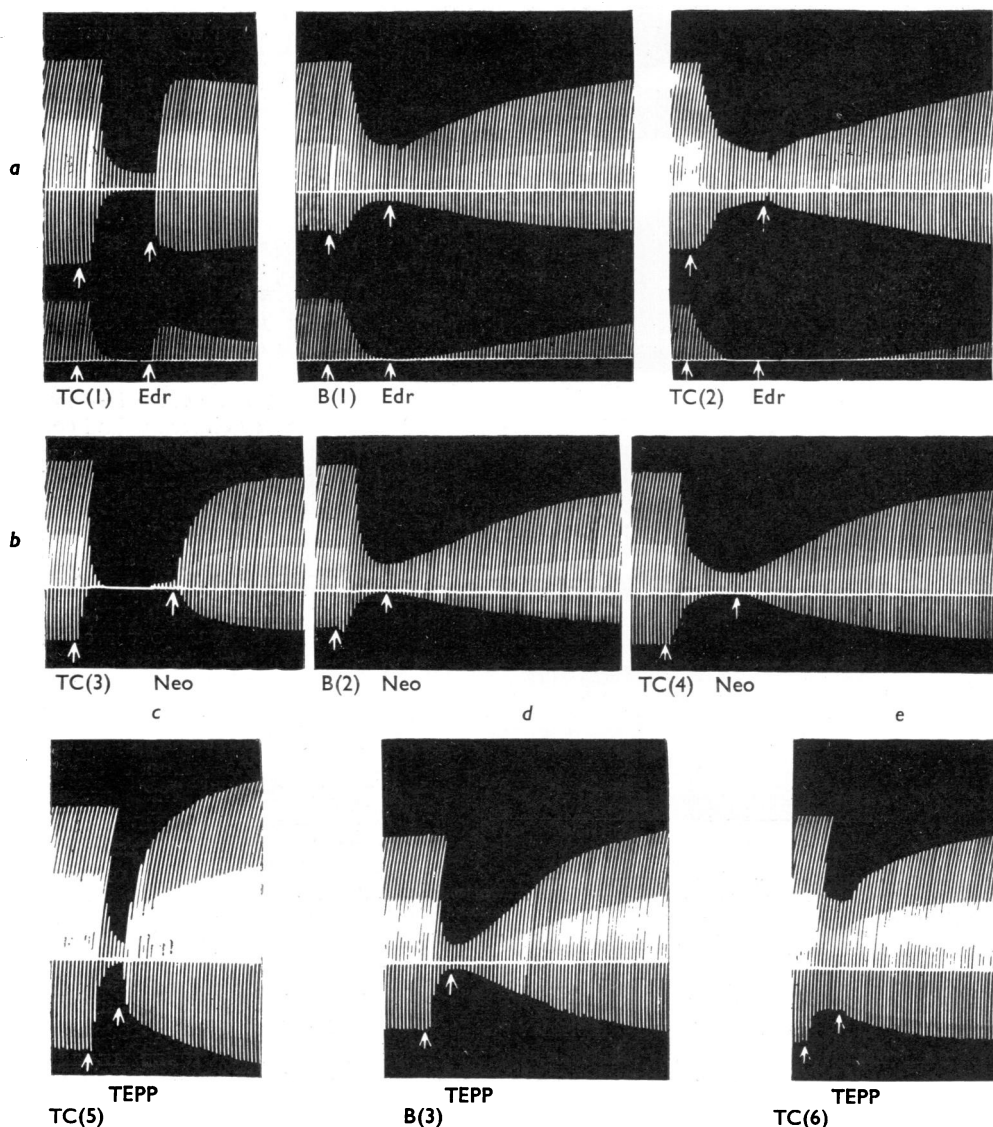 a
TC(1) Edr B(1) Edr TC(2) Edr
b
TC(3) Neo B(2) Neo TC(4) Neo
c d e
TEPP TEPP TEPP
TC(5) B(3) TC(6)